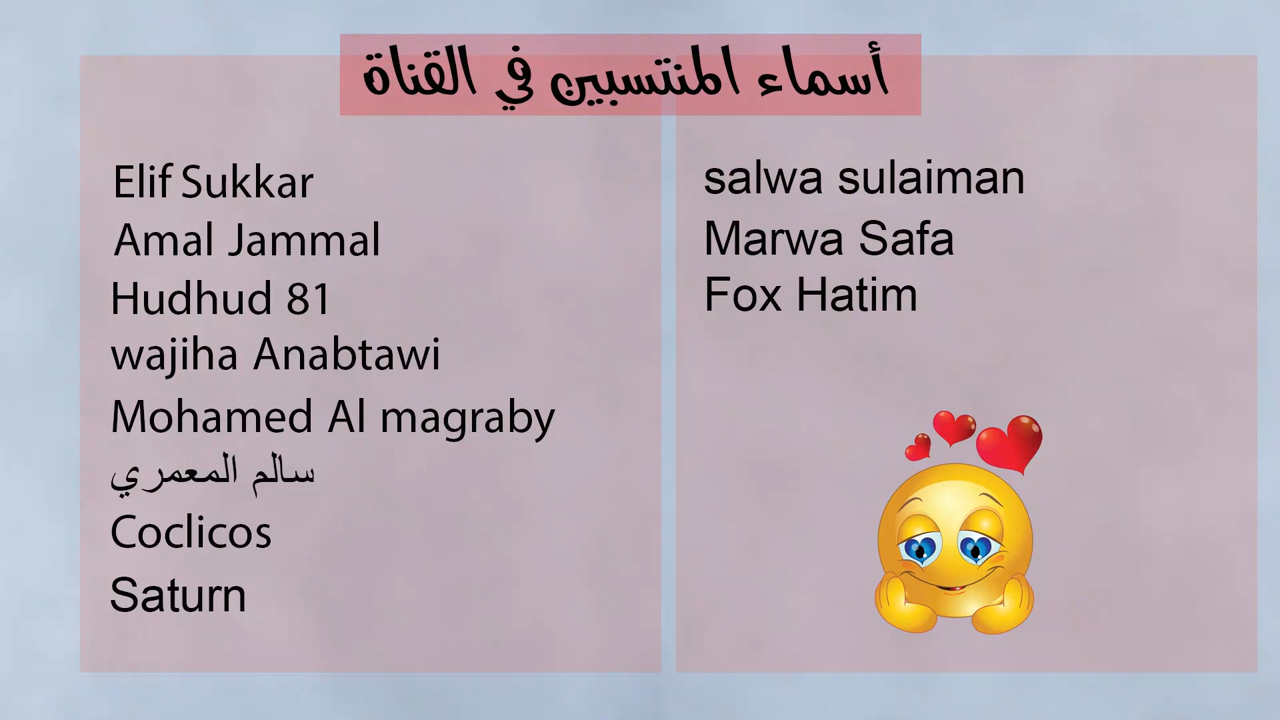 أسماء المنتسبين في القناة
Elif Sukkar
Amal Jammal
Hudhud 81
wajiha Anabtawi
Mohamed Al magraby
سالم المعمري
Coclicos
Saturn
salwa sulaiman
Marwa Safa
Fox Hatim